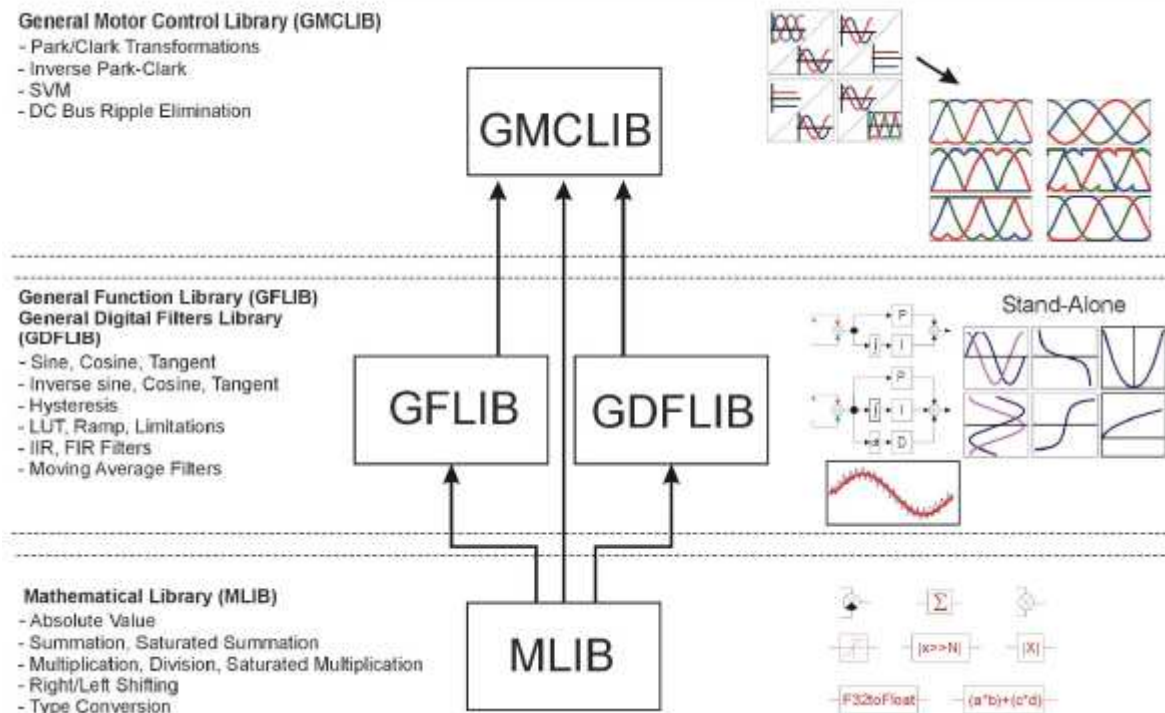 General Motor Control Library (GMCLIB)
- Park/Clark Transformations
- Inverse Park-Clark
- SVM
- DC Bus Ripple Elimination
GMCLIB
General Function Library (GFLIB)
General Digital Filters Library
(GDFLIB)
- Sine, Cosine, Tangent
- Inverse sine, Cosine, Tangent
- Hysteresis
- LUT, Ramp, Limitations
- IIR, FIR Filters
- Moving Average Filters
GFLIB
GDFLIB
Stand-Alone
P
I
P
I
D
Mathematical Library (MLIB)
- Absolute Value
- Summation, Saturated Summation
- Multiplication, Division, Saturated Multiplication
- Right/Left Shifting
- Type Conversion
MLIB
Σ
|x>>N|
|X|
F32toFloat
(a*b)+(c*d)